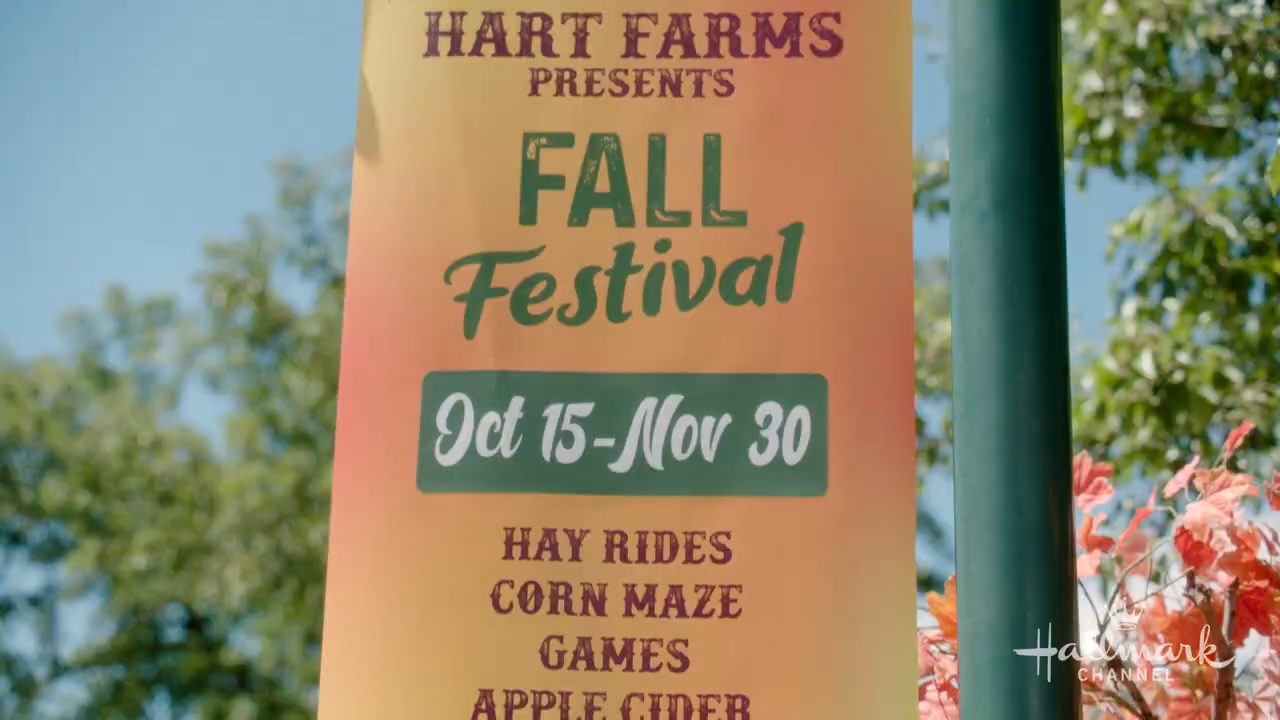 HART FARMS
PRESENTS
FALL
Festival
Oct 15-Nov 30
HAY RIDES
CORN MAZE
GAMES
APPLE CIDER
Hallmark
CHANNEL